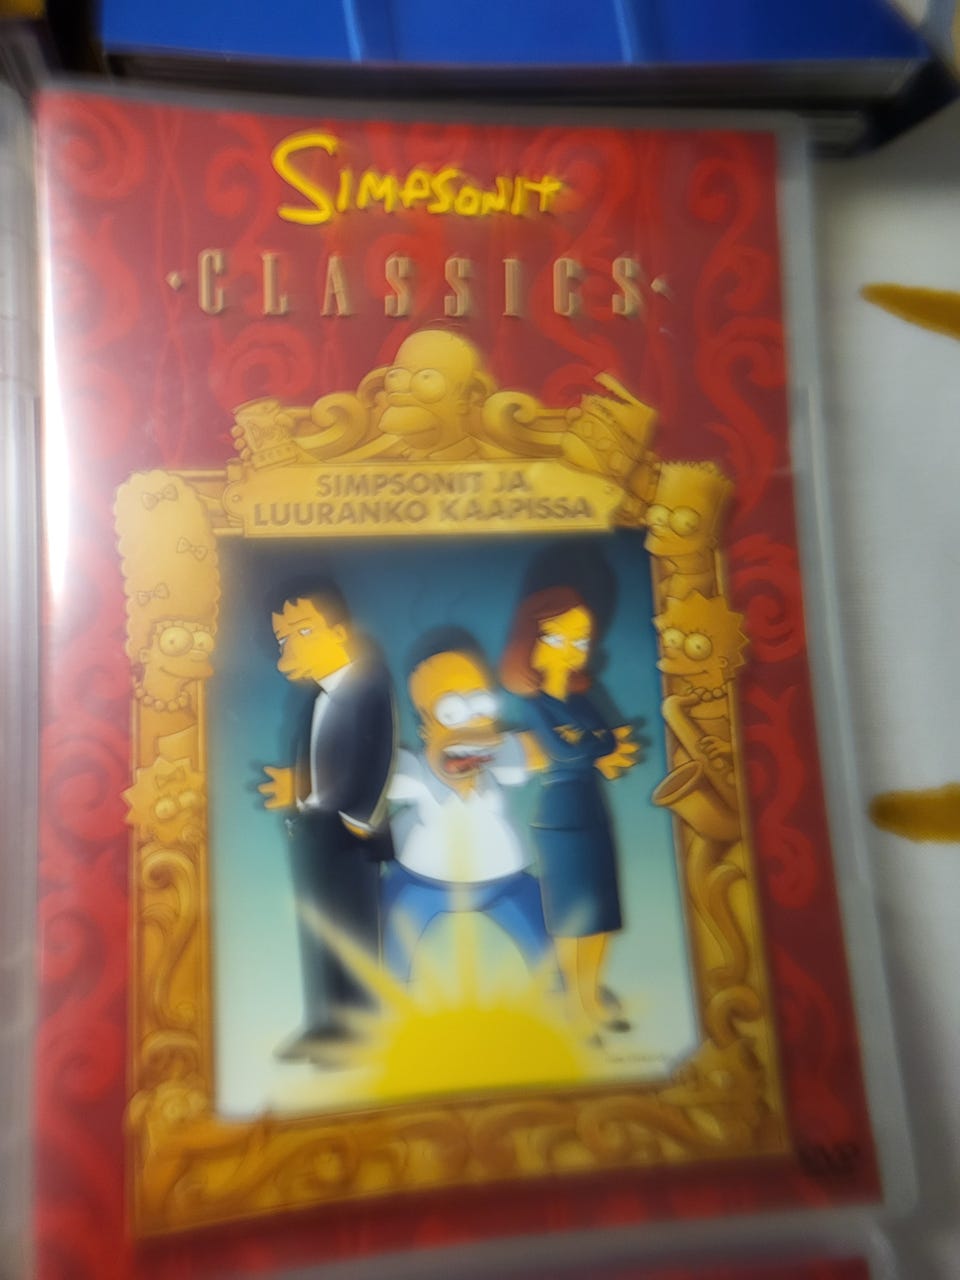 SIMPSONIT
CLASSICS
SIMPSONIT JA
LUURANKO KAAPISSA